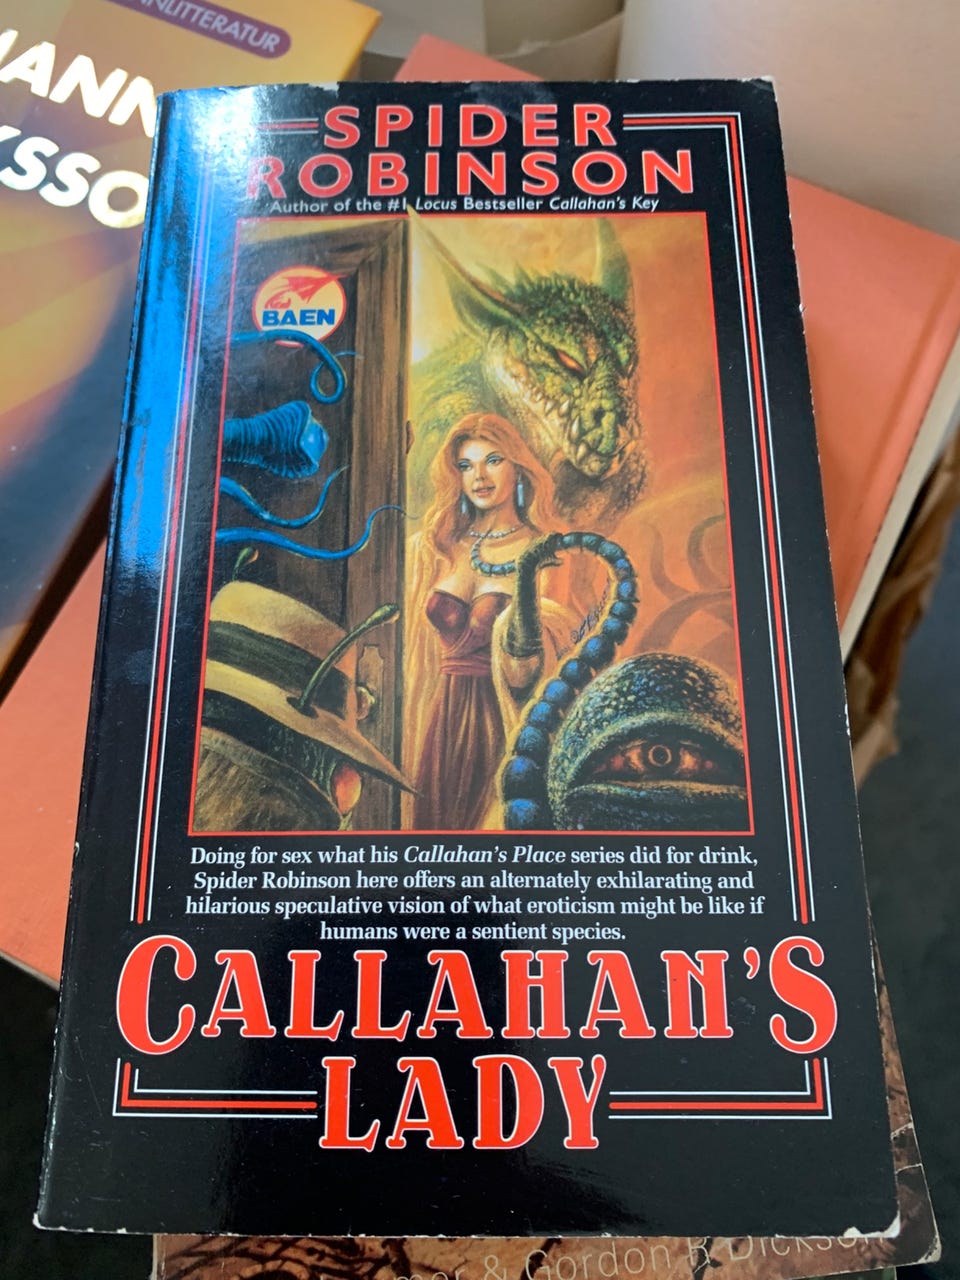 SPIDER
ROBINSON
Author of the #1 Locus Bestseller Callahan's Key
BAEN
Doing for sex what his Callahan's Place series did for drink,
Spider Robinson here offers an alternately exhilarating and
hilarious speculative vision of what eroticism might be like if
humans were a sentient species.
CALLAHAN'S
LADY
& Gordon R Dickson